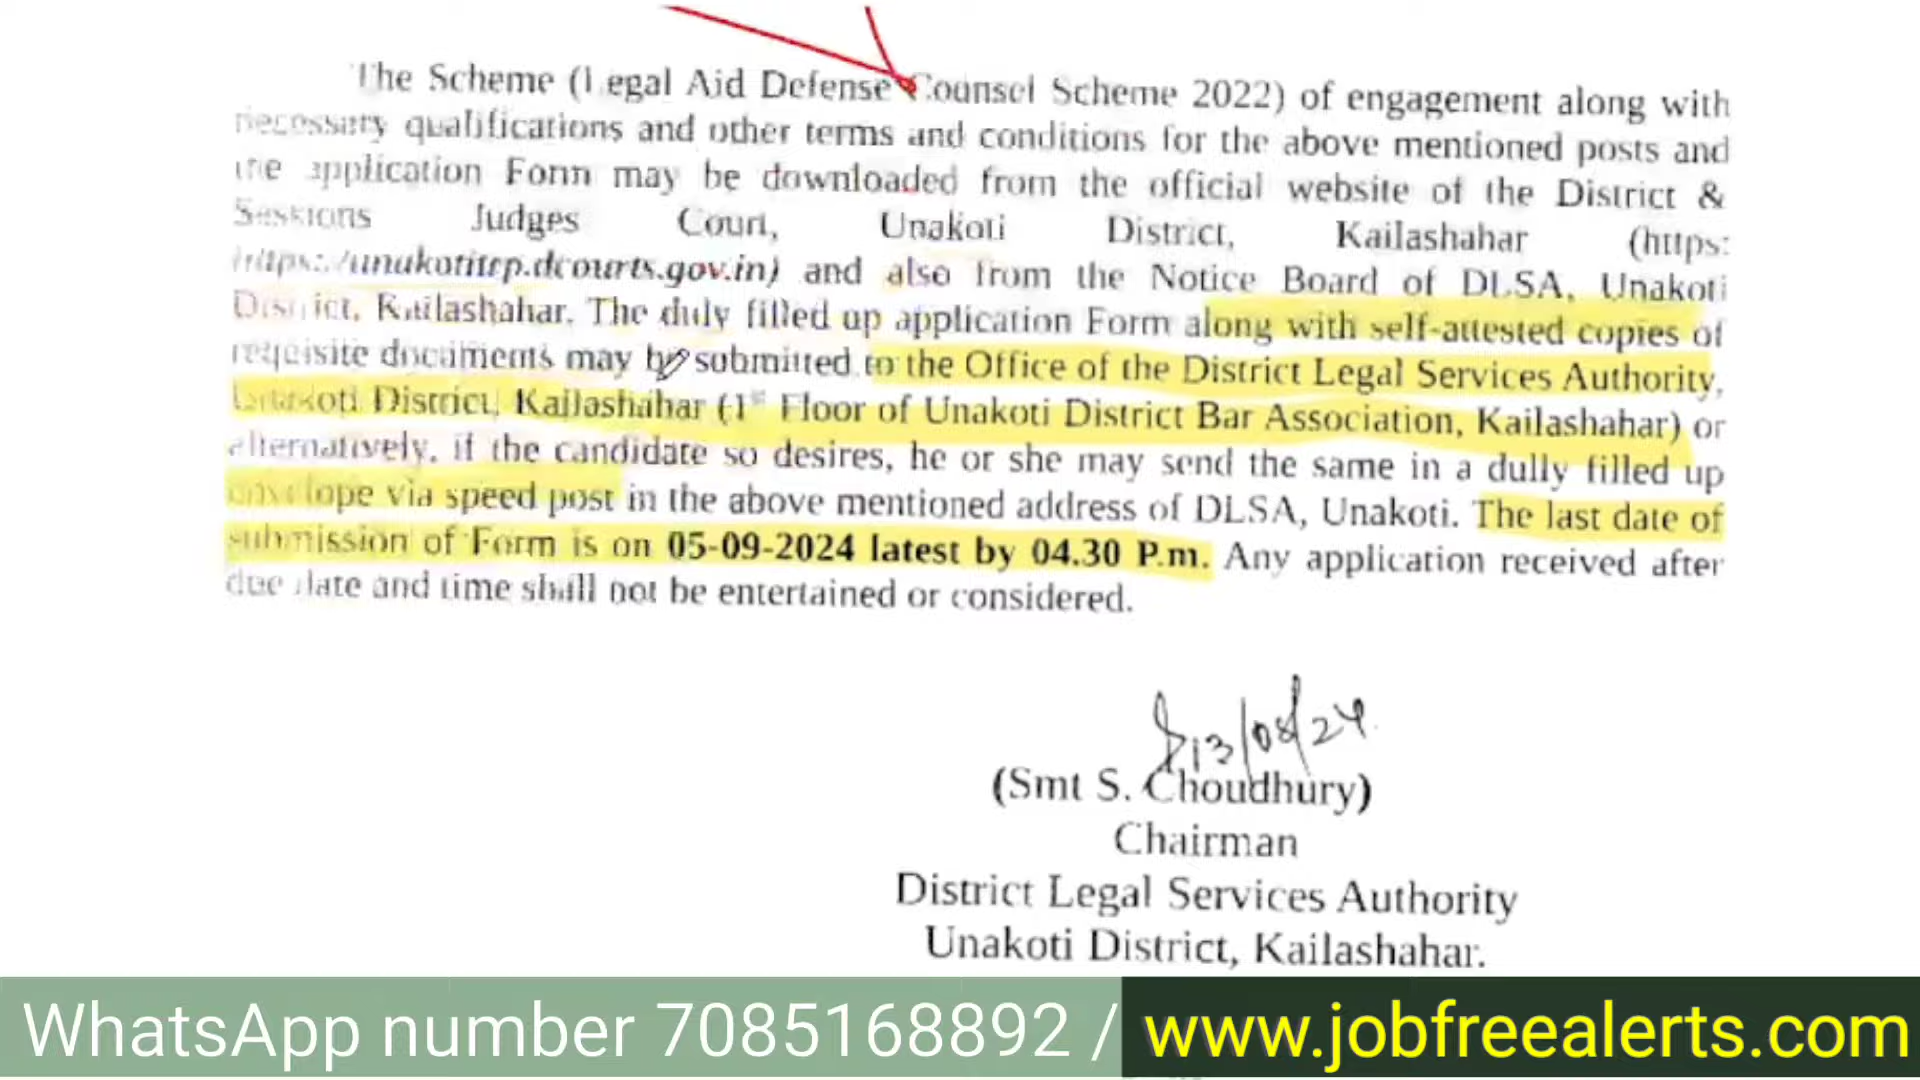 The Scheme (Legal Aid Defense Counsel Scheme 2022) of engagement along with
necessary qualifications and other terms and conditions for the above mentioned posts and
the application Form may be downloaded from the official website of the District &
Sessions Judges Court, Unakoti District, Kailashahar (https:
https://unakotitrp.dcourts.gov.in) and also from the Notice Board of DLSA, Unakoti
District, Kailashahar. The duly filled up application Form along with self-attested copies of
requisite documents may be submitted to the Office of the District Legal Services Authority,
Unakoti District, Kailashahar (1st Floor of Unakoti District Bar Association, Kailashahar) or
alternatively, if the candidate so desires, he or she may send the same in a dully filled up
envelope via speed post in the above mentioned address of DLSA, Unakoti. The last date of
submission of Form is on 05-09-2024 latest by 04.30 P.m. Any application received after
due date and time shall not be entertained or considered.
13/08/24
(Smt S. Choudhury)
Chairman
District Legal Services Authority
Unakoti District, Kailashahar.
WhatsApp number 7085168892 / www.jobfreealerts.com